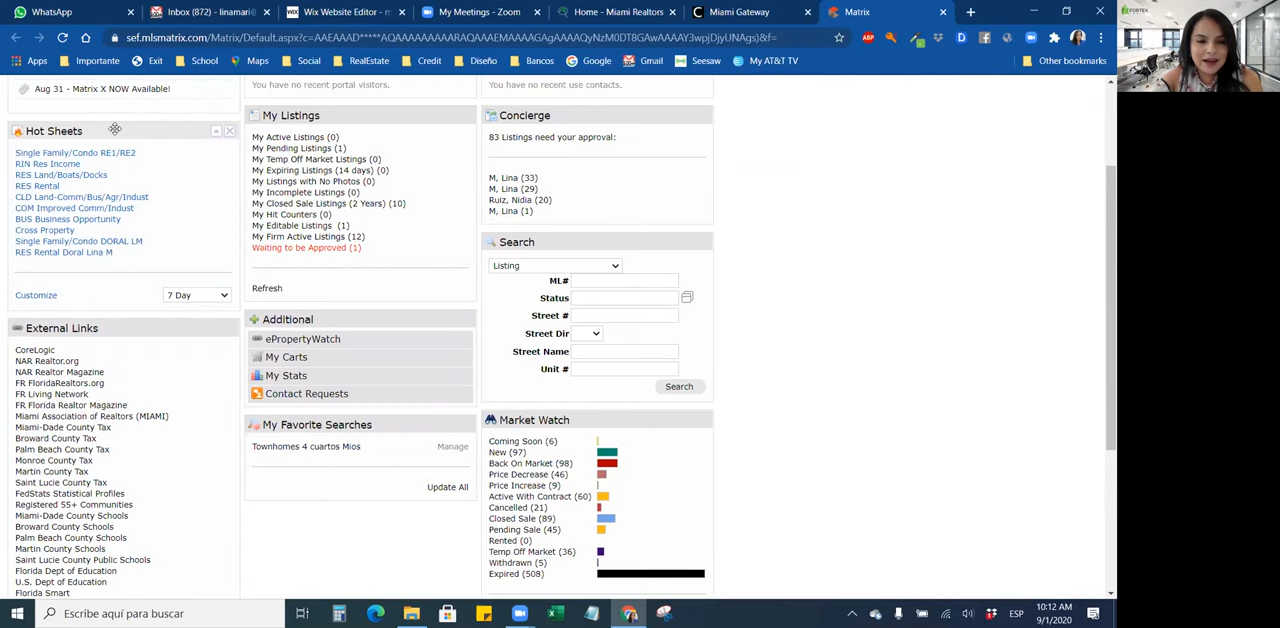 WhatsApp
Inbox (872) - linamari
Wix Website Editor - m
My Meetings - Zoom
Home - Miami Realtors
Miami Gateway
Matrix
FORTEX
sef.mlsmatrix.com/Matrix/Default.aspx?c=AAEAAAD*****AQAAAAAAAAARAQAAAEMAAAAGAgAAAAQyNzM0DT8GAwAAAAY3wpjDjyUNAgs)&f=
Apps
Importante
Exit
School
Maps
Social
RealEstate
Credit
Diseño
Bancos
Google
Gmail
Seesaw
My AT&T TV
Other bookmarks
Aug 31 - Matrix X NOW Available!
Hot Sheets
Single Family/Condo RE1/RE2
RIN Res Income
RES Land/Boats/Docks
RES Rental
CLD Land-Comm/Bus/Agr/Indust
COM Improved Comm/Indust
BUS Business Opportunity
Cross Property
Single Family/Condo DORAL LM
RES Rental Doral Lina M
Customize
7 Day
External Links
CoreLogic
NAR Realtor.org
NAR Realtor Magazine
FR FloridaRealtors.org
FR Living Network
FR Florida Realtor Magazine
Miami Association of Realtors (MIAMI)
Miami-Dade County Tax
Broward County Tax
Palm Beach County Tax
Monroe County Tax
Martin County Tax
Saint Lucie County Tax
FedStats Statistical Profiles
Registered 55+ Communities
Miami-Dade County Schools
Broward County Schools
Palm Beach County Schools
Martin County Schools
Saint Lucie County Public Schools
Florida Dept of Education
U.S. Dept of Education
Florida Smart
You have no recent portal visitors.
My Listings
My Active Listings (0)
My Pending Listings (1)
My Temp Off Market Listings (0)
My Expiring Listings (14 days) (0)
My Listings with No Photos (0)
My Incomplete Listings (0)
My Closed Sale Listings (2 Years) (10)
My Hit Counters (0)
My Editable Listings (1)
My Firm Active Listings (12)
Waiting to be Approved (1)
Refresh
Additional
ePropertyWatch
My Carts
My Stats
Contact Requests
My Favorite Searches
Townhomes 4 cuartos Mios
Manage
Update All
You have no recent use contacts.
Concierge
83 Listings need your approval:
M, Lina (33)
M, Lina (29)
Ruiz, Nidia (20)
M, Lina (1)
Search
Listing
ML#
Status
Street #
Street Dir
Street Name
Unit #
Search
Market Watch
Coming Soon (6)
New (97)
Back On Market (98)
Price Decrease (46)
Price Increase (9)
Active With Contract (60)
Cancelled (21)
Closed Sale (89)
Pending Sale (45)
Rented (0)
Temp Off Market (36)
Withdrawn (5)
Expired (508)
Escribe aquí para buscar
ESP
10:12 AM
9/1/2020